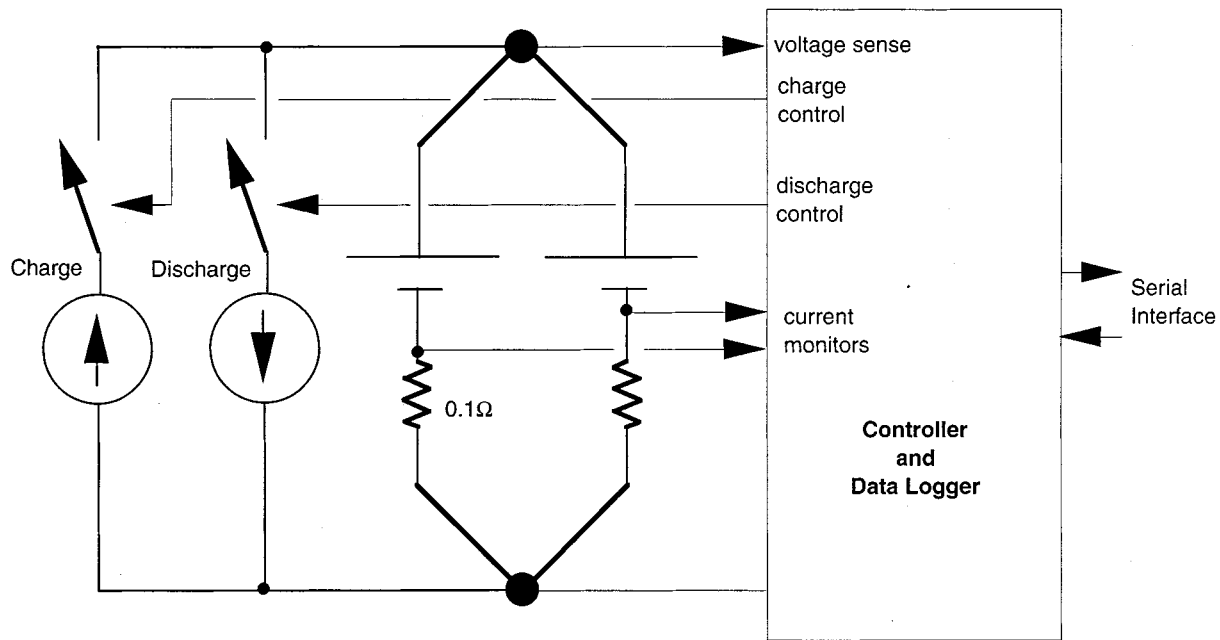 voltage sense
charge
control
discharge
control
Charge
Discharge
Serial
Interface
current
monitors
0.1Ω
Controller
and
Data Logger